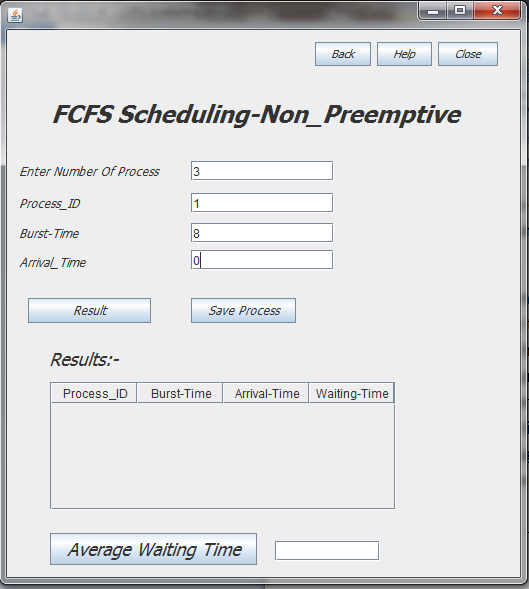 Back Help Close
FCFS Scheduling-Non_Preemptive
Enter Number Of Process 3
Process_ID 1
Burst-Time 8
Arrival_Time 0
Result Save Process
Results:-
Process_ID Burst-Time Arrival-Time Waiting-Time
Average Waiting Time